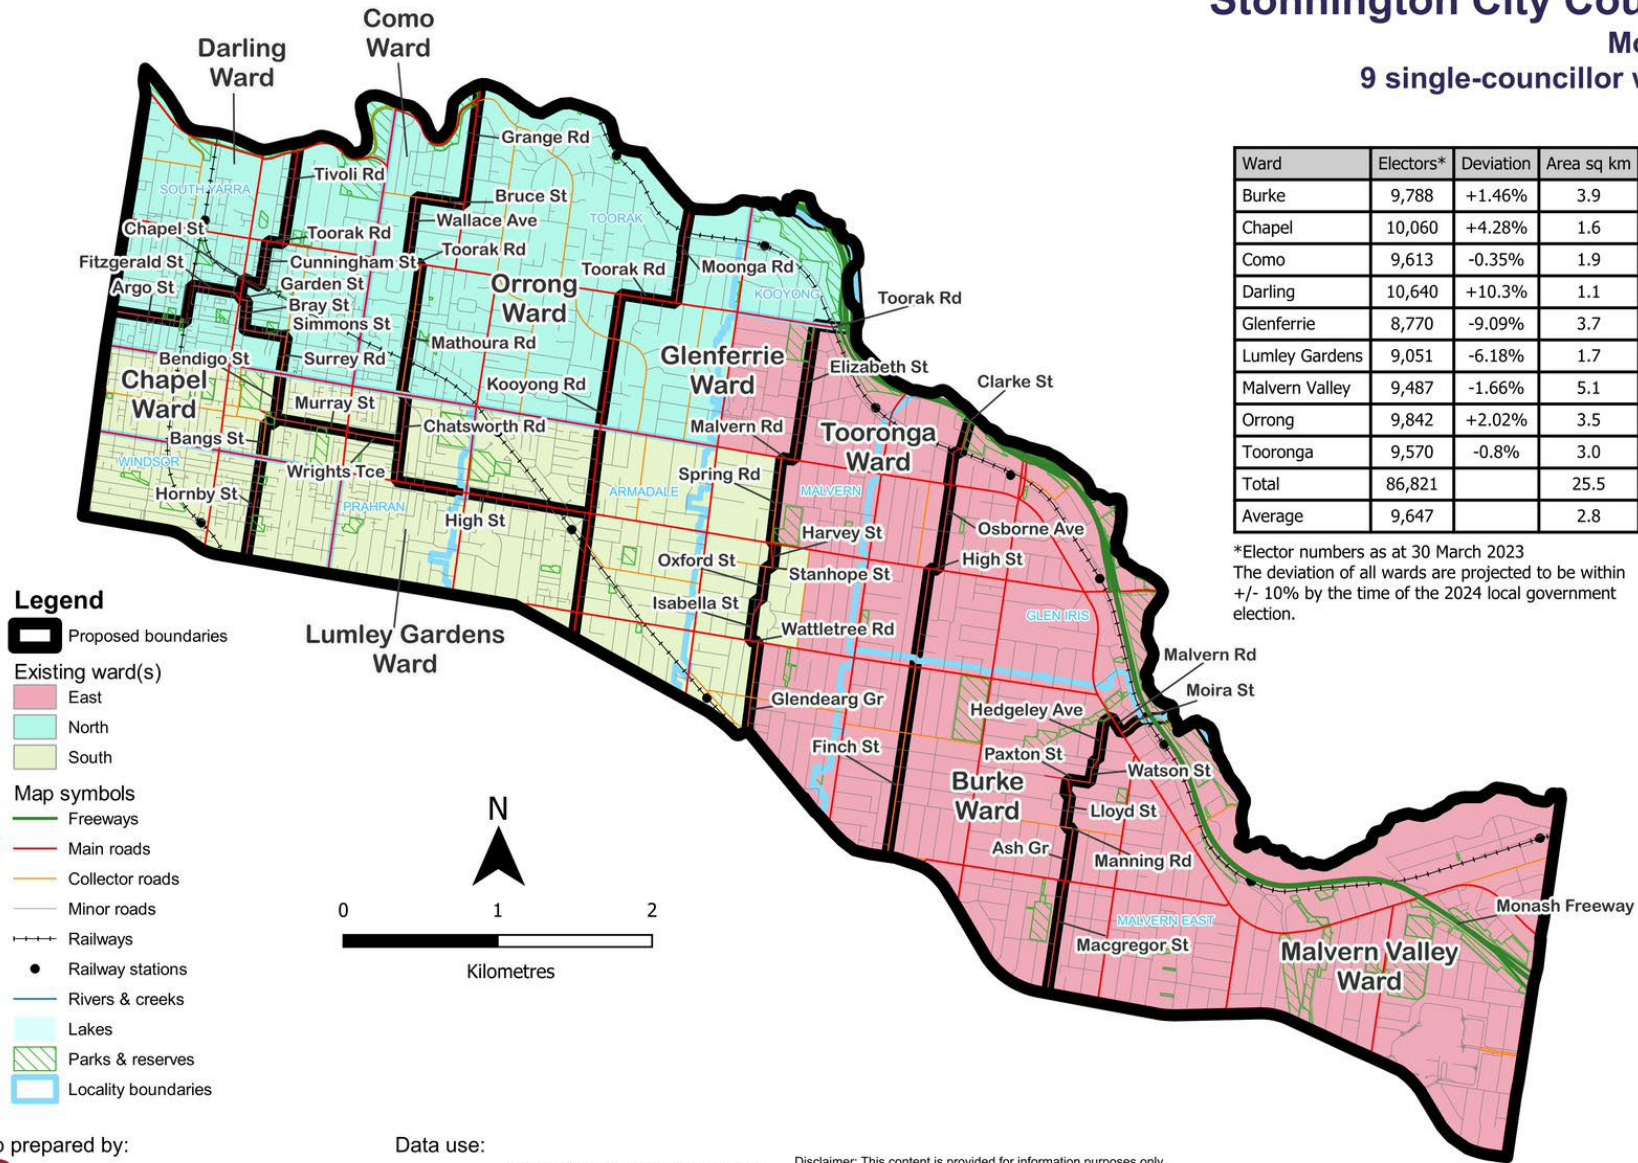 Stonnington City Cou
Mo
9 single-councillor w
Ward Electors* Deviation Area sq km
Burke 9,788 +1.46% 3.9
Chapel 10,060 +4.28% 1.6
Como 9,613 -0.35% 1.9
Darling 10,640 +10.3% 1.1
Glenferrie 8,770 -9.09% 3.7
Lumley Gardens 9,051 -6.18% 1.7
Malvern Valley 9,487 -1.66% 5.1
Orrong 9,842 +2.02% 3.5
Tooronga 9,570 -0.8% 3.0
Total 86,821 25.5
Average 9,647 2.8
*Elector numbers as at 30 March 2023
The deviation of all wards are projected to be within
+/- 10% by the time of the 2024 local government
election.
Como
Ward
Darling
Ward
Grange Rd
Tivoli Rd
SOUTH YARRA
Bruce St
Wallace Ave
TOORAK
Chapel St
Toorak Rd
Toorak Rd
Fitzgerald St
Cunningham St
Toorak Rd
Moonga Rd
Argo St
Garden St
Orrong
Ward
KOOYONG
Toorak Rd
Bray St
Simmons St
Mathoura Rd
Bendigo St
Surrey Rd
Glenferrie
Ward
Elizabeth St
Chapel
Ward
Kooyong Rd
Clarke St
Murray St
Chatsworth Rd
Malvern Rd
Tooronga
Ward
Bangs St
WINDSOR
Wrights Tce
Spring Rd
Hornby St
PRAHRAN
ARMADALE
MALVERN
High St
Harvey St
Osborne Ave
Oxford St
Stanhope St
High St
Isabella St
GLEN IRIS
Lumley Gardens
Ward
Wattletree Rd
Malvern Rd
Moira St
Glendearg Gr
Hedgeley Ave
Finch St
Paxton St
Watson St
Burke
Ward
Lloyd St
Ash Gr
Manning Rd
Monash Freeway
MALVERN EAST
Macgregor St
Malvern Valley
Ward
Legend
Proposed boundaries
Existing ward(s)
East
North
South
Map symbols
Freeways
Main roads
Collector roads
Minor roads
Railways
Railway stations
Rivers & creeks
Lakes
Parks & reserves
Locality boundaries
N
0 1 2
Kilometres
p prepared by:
Data use:
Disclaimer: This content is provided for information purposes only.